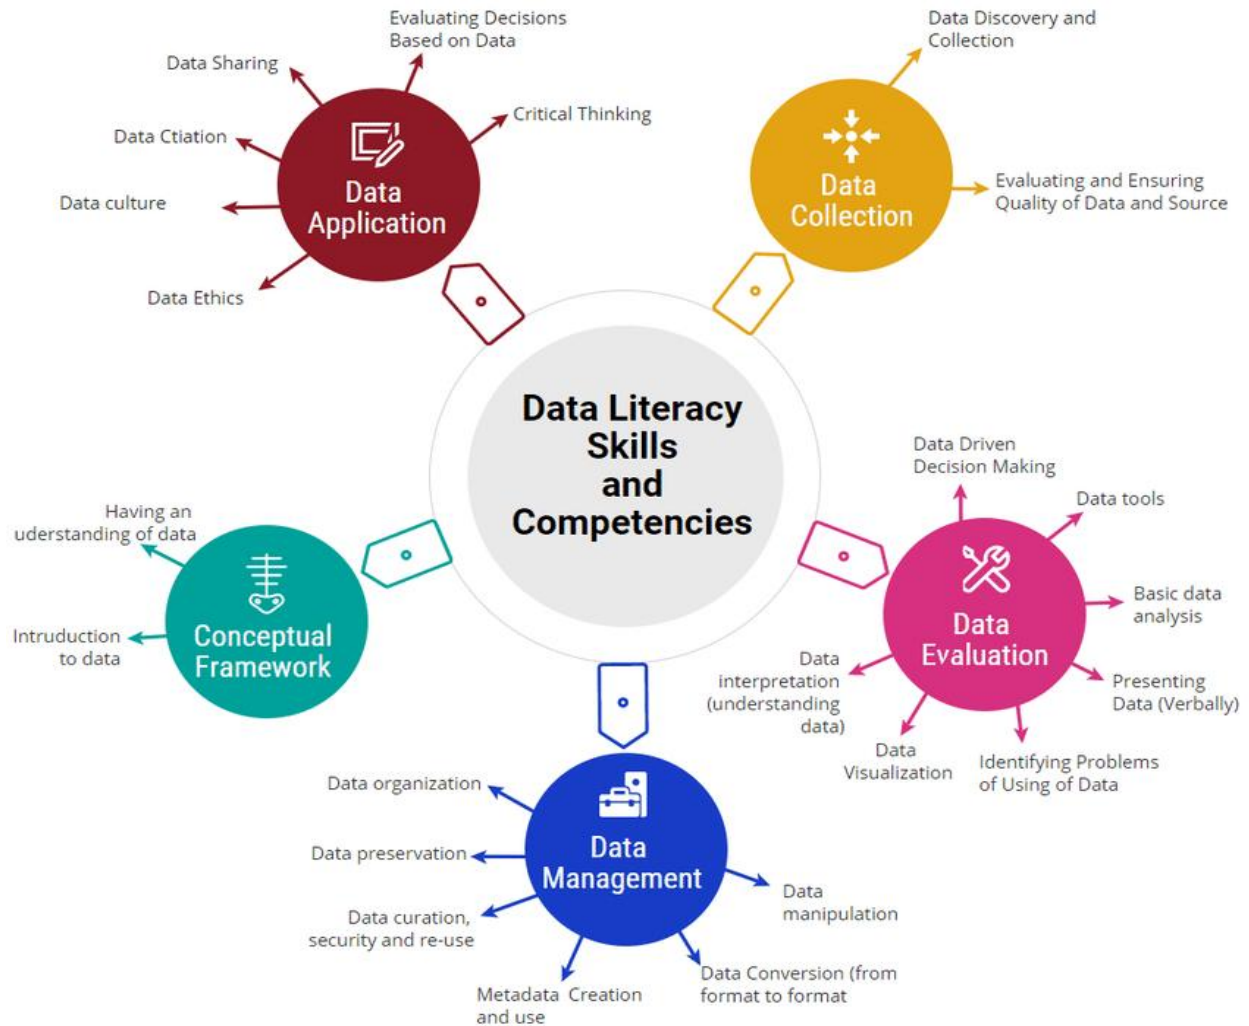 Data Literacy
Skills
and
Competencies
Data
Application
Evaluating Decisions
Based on Data
Data Sharing
Critical Thinking
Data Ctiation
Data culture
Data Ethics
Data
Collection
Data Discovery and
Collection
Evaluating and Ensuring
Quality of Data and Source
Data
Evaluation
Data Driven
Decision Making
Data tools
Basic data
analysis
Presenting
Data (Verbally)
Identifying Problems
of Using of Data
Data
Visualization
Data
interpretation
(understanding
data)
Data
Management
Data organization
Data preservation
Data curation,
security and re-use
Metadata Creation
and use
Data Conversion (from
format to format
Data
manipulation
Conceptual
Framework
Having an
uderstanding of data
Intruduction
to data